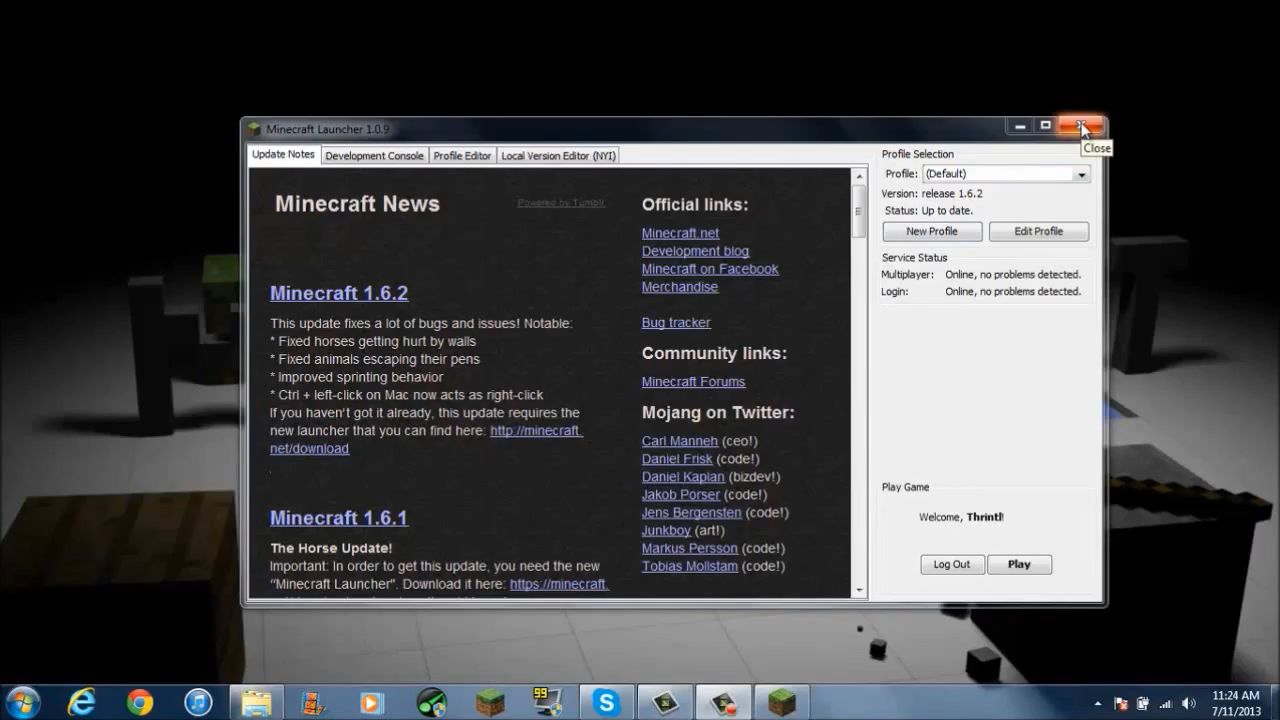 Minecraft Launcher 1.0.9
Close
Update Notes
Development Console
Profile Editor
Local Version Editor (NYI)
Minecraft News
Powered by Tumblr
Minecraft 1.6.2
This update fixes a lot of bugs and issues! Notable:
* Fixed horses getting hurt by walls
* Fixed animals escaping their pens
* Improved sprinting behavior
* Ctrl + left-click on Mac now acts as right-click
If you haven't got it already, this update requires the
new launcher that you can find here: http://minecraft.
net/download
Minecraft 1.6.1
The Horse Update!
Important: In order to get this update, you need the new
"Minecraft Launcher". Download it here: https://minecraft.
Official links:
Minecraft.net
Development blog
Minecraft on Facebook
Merchandise
Bug tracker
Community links:
Minecraft Forums
Mojang on Twitter:
Carl Manneh (ceo!)
Daniel Frisk (code!)
Daniel Kaplan (bizdev!)
Jakob Porser (code!)
Jens Bergensten (code!)
Junkboy (art!)
Markus Persson (code!)
Tobias Mollstam (code!)
Profile Selection
Profile: (Default)
Version: release 1.6.2
Status: Up to date.
New Profile
Edit Profile
Service Status
Multiplayer: Online, no problems detected.
Login: Online, no problems detected.
Play Game
Welcome, Thrintl!
Log Out
Play
99
11:24 AM
7/11/2013